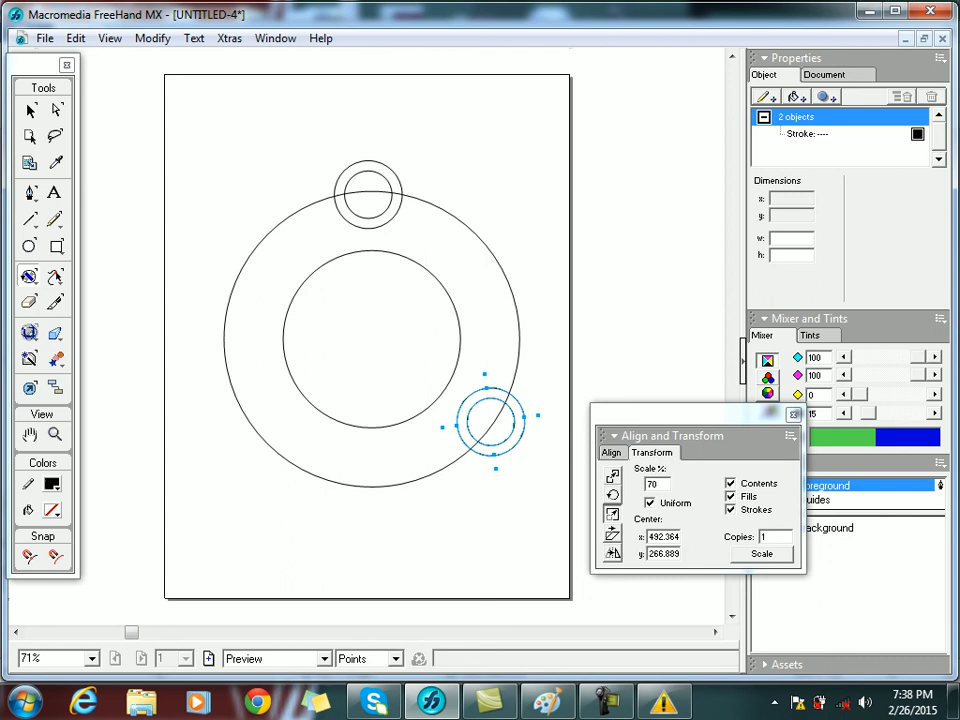 Macromedia FreeHand MX - [UNTITLED-4*]
File Edit View Modify Text Xtras Window Help
Tools
View
Colors
Snap
Properties
Object Document
2 objects
Stroke: ----
Dimensions
x:
y:
w:
h:
Mixer and Tints
Mixer Tints
100
100
0
15
Align and Transform
Align Transform
Scale %:
70
Uniform
Center:
x: 492.364
y: 266.889
Contents
Fills
Strokes
Copies: 1
Scale
oreground
uides
ackground
Assets
71% 1 Preview Points
7:38 PM
2/26/2015